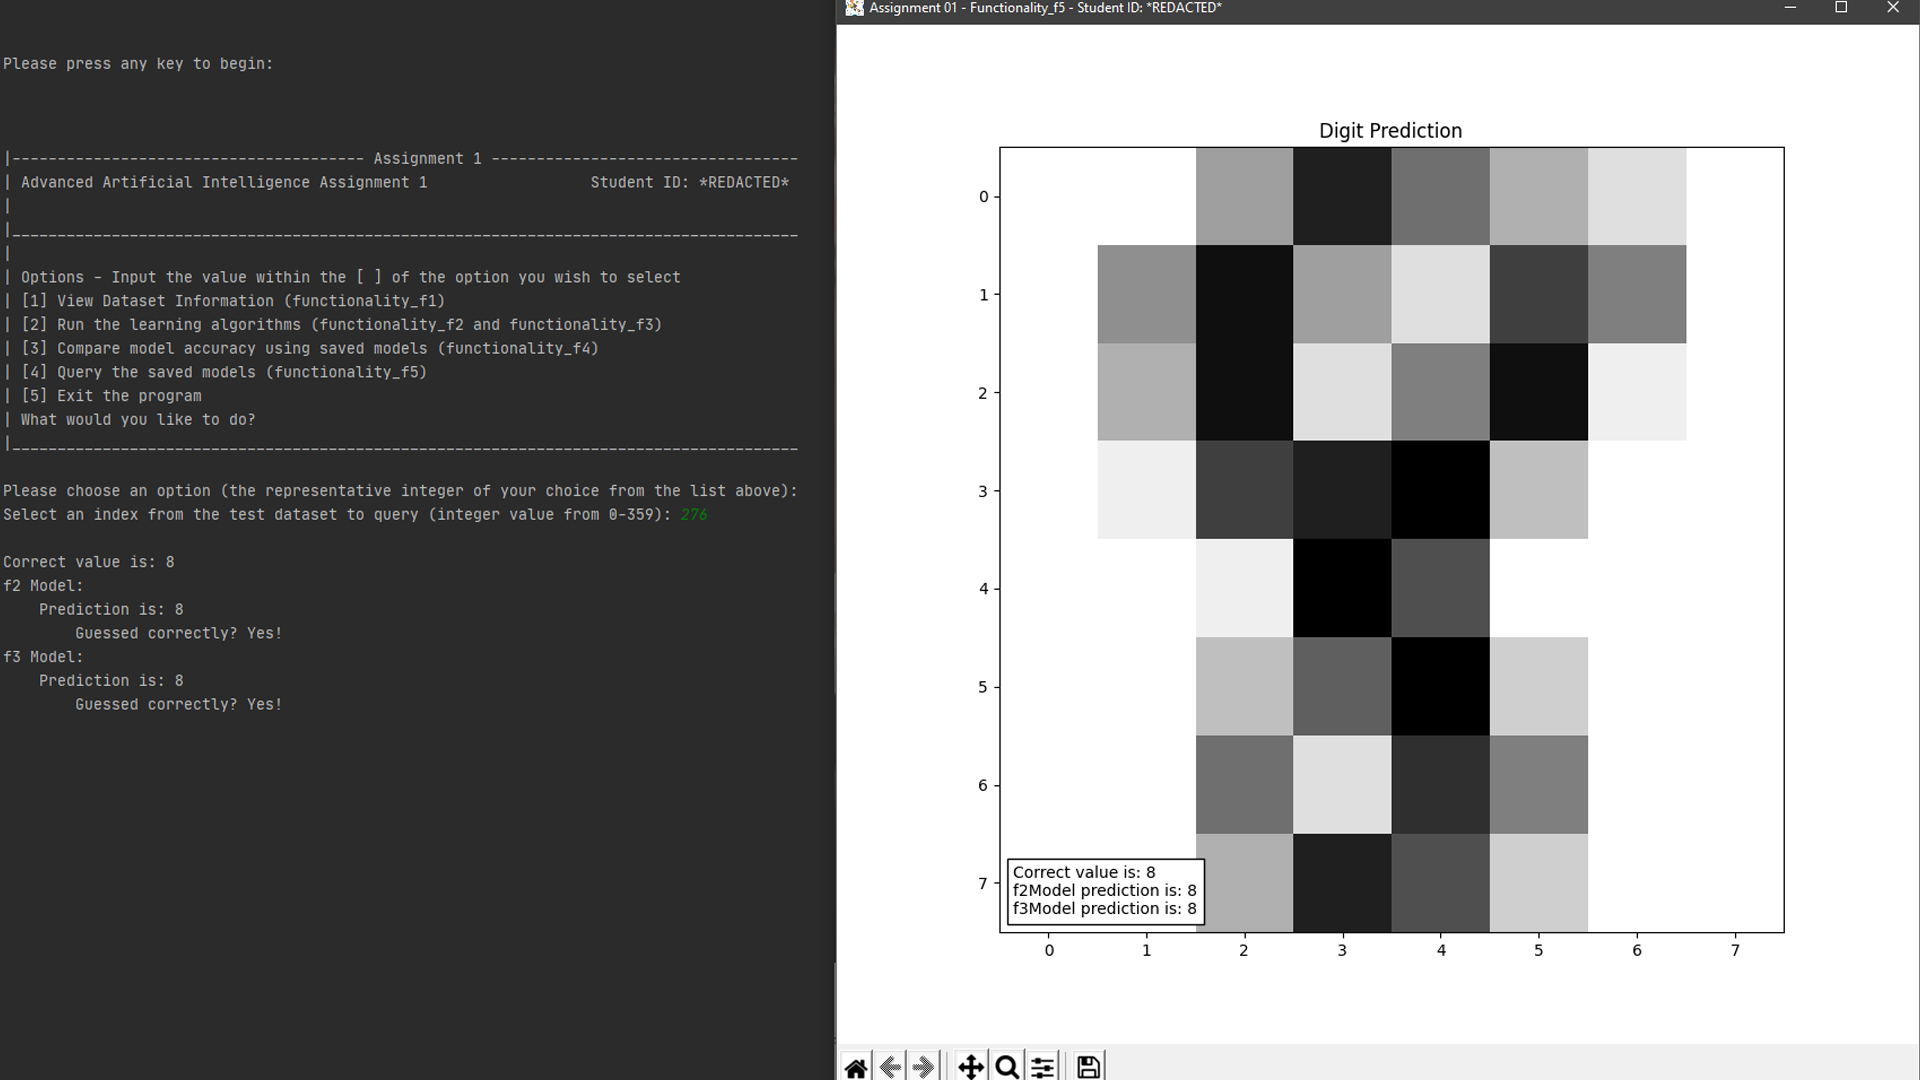 Please press any key to begin:
|--------------------------------------- Assignment 1 ----------------------------------
| Advanced Artificial Intelligence Assignment 1 Student ID: *REDACTED*
|
|_______________________________________________________________________________________
|
| Options - Input the value within the [ ] of the option you wish to select
| [1] View Dataset Information (functionality_f1)
| [2] Run the learning algorithms (functionality_f2 and functionality_f3)
| [3] Compare model accuracy using saved models (functionality_f4)
| [4] Query the saved models (functionality_f5)
| [5] Exit the program
| What would you like to do?
|_______________________________________________________________________________________
Please choose an option (the representative integer of your choice from the list above):
Select an index from the test dataset to query (integer value from 0-359): 276
Correct value is: 8
f2 Model:
Prediction is: 8
Guessed correctly? Yes!
f3 Model:
Prediction is: 8
Guessed correctly? Yes!
Assignment 01 - Functionality_f5 - Student ID: *REDACTED*
Digit Prediction
0
1
2
3
4
5
6
7
Correct value is: 8
f2Model prediction is: 8
f3Model prediction is: 8
0 1 2 3 4 5 6 7